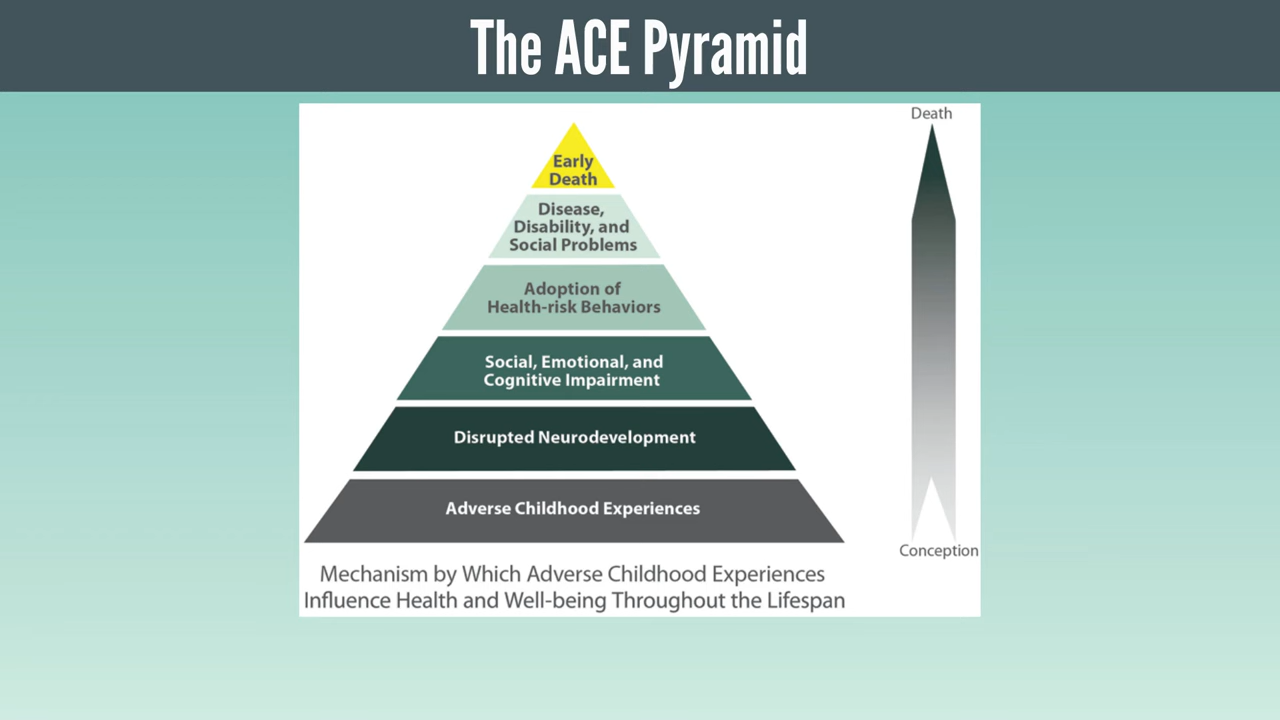 The ACE Pyramid
Death
Early
Death
Disease,
Disability, and
Social Problems
Adoption of
Health-risk Behaviors
Social, Emotional, and
Cognitive Impairment
Disrupted Neurodevelopment
Adverse Childhood Experiences
Conception
Mechanism by Which Adverse Childhood Experiences
Influence Health and Well-being Throughout the Lifespan